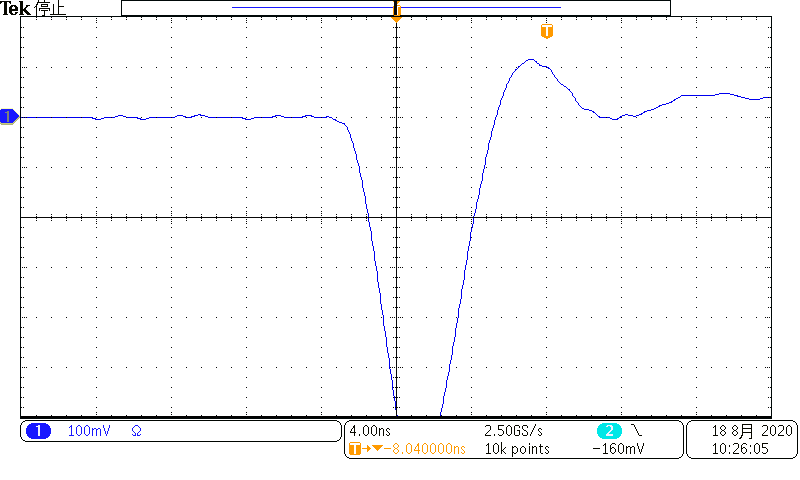 Tek 停止
T
1
1 100mV Ω
4.00ns 2.50GS/s 2
T→▼-8.040000ns 10k points -160mV
18 8月 2020
10:26:05